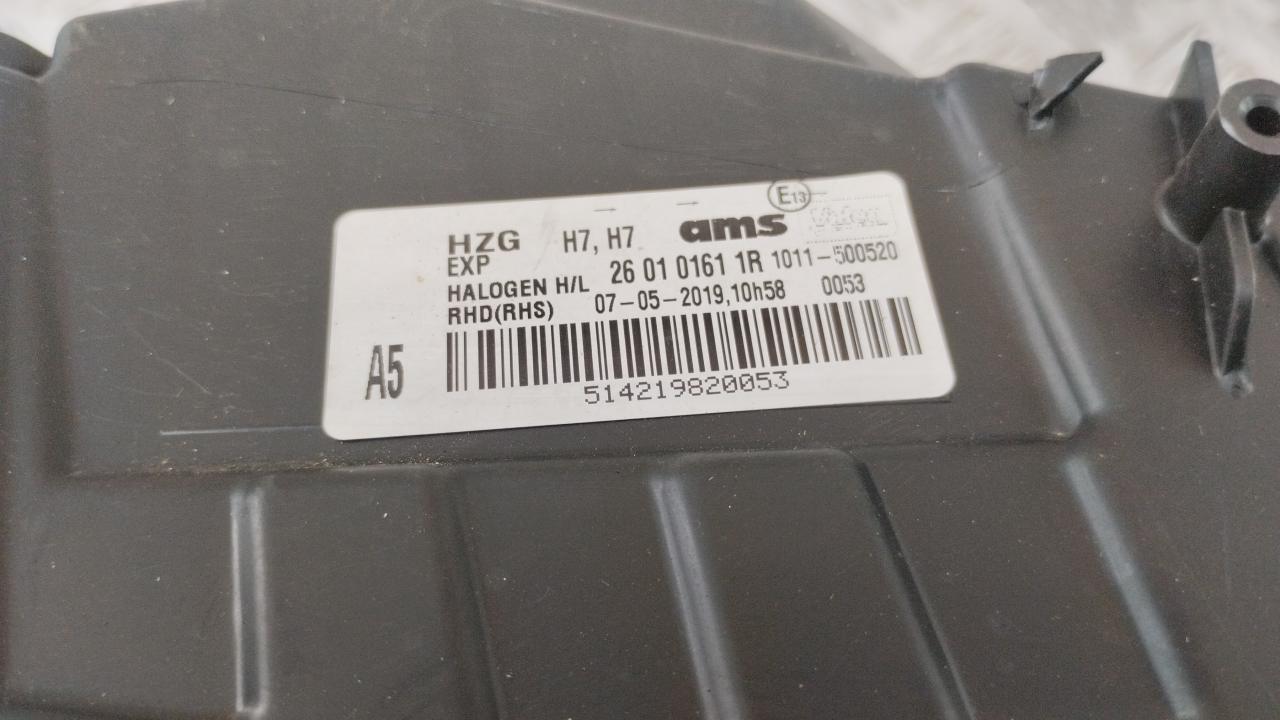 HZG H7, H7 ams E13
EXP 26 01 0161 1R 1011-500520
HALOGEN H/L 07-05-2019,10h58 0053
RHD(RHS)
A5
514219820053